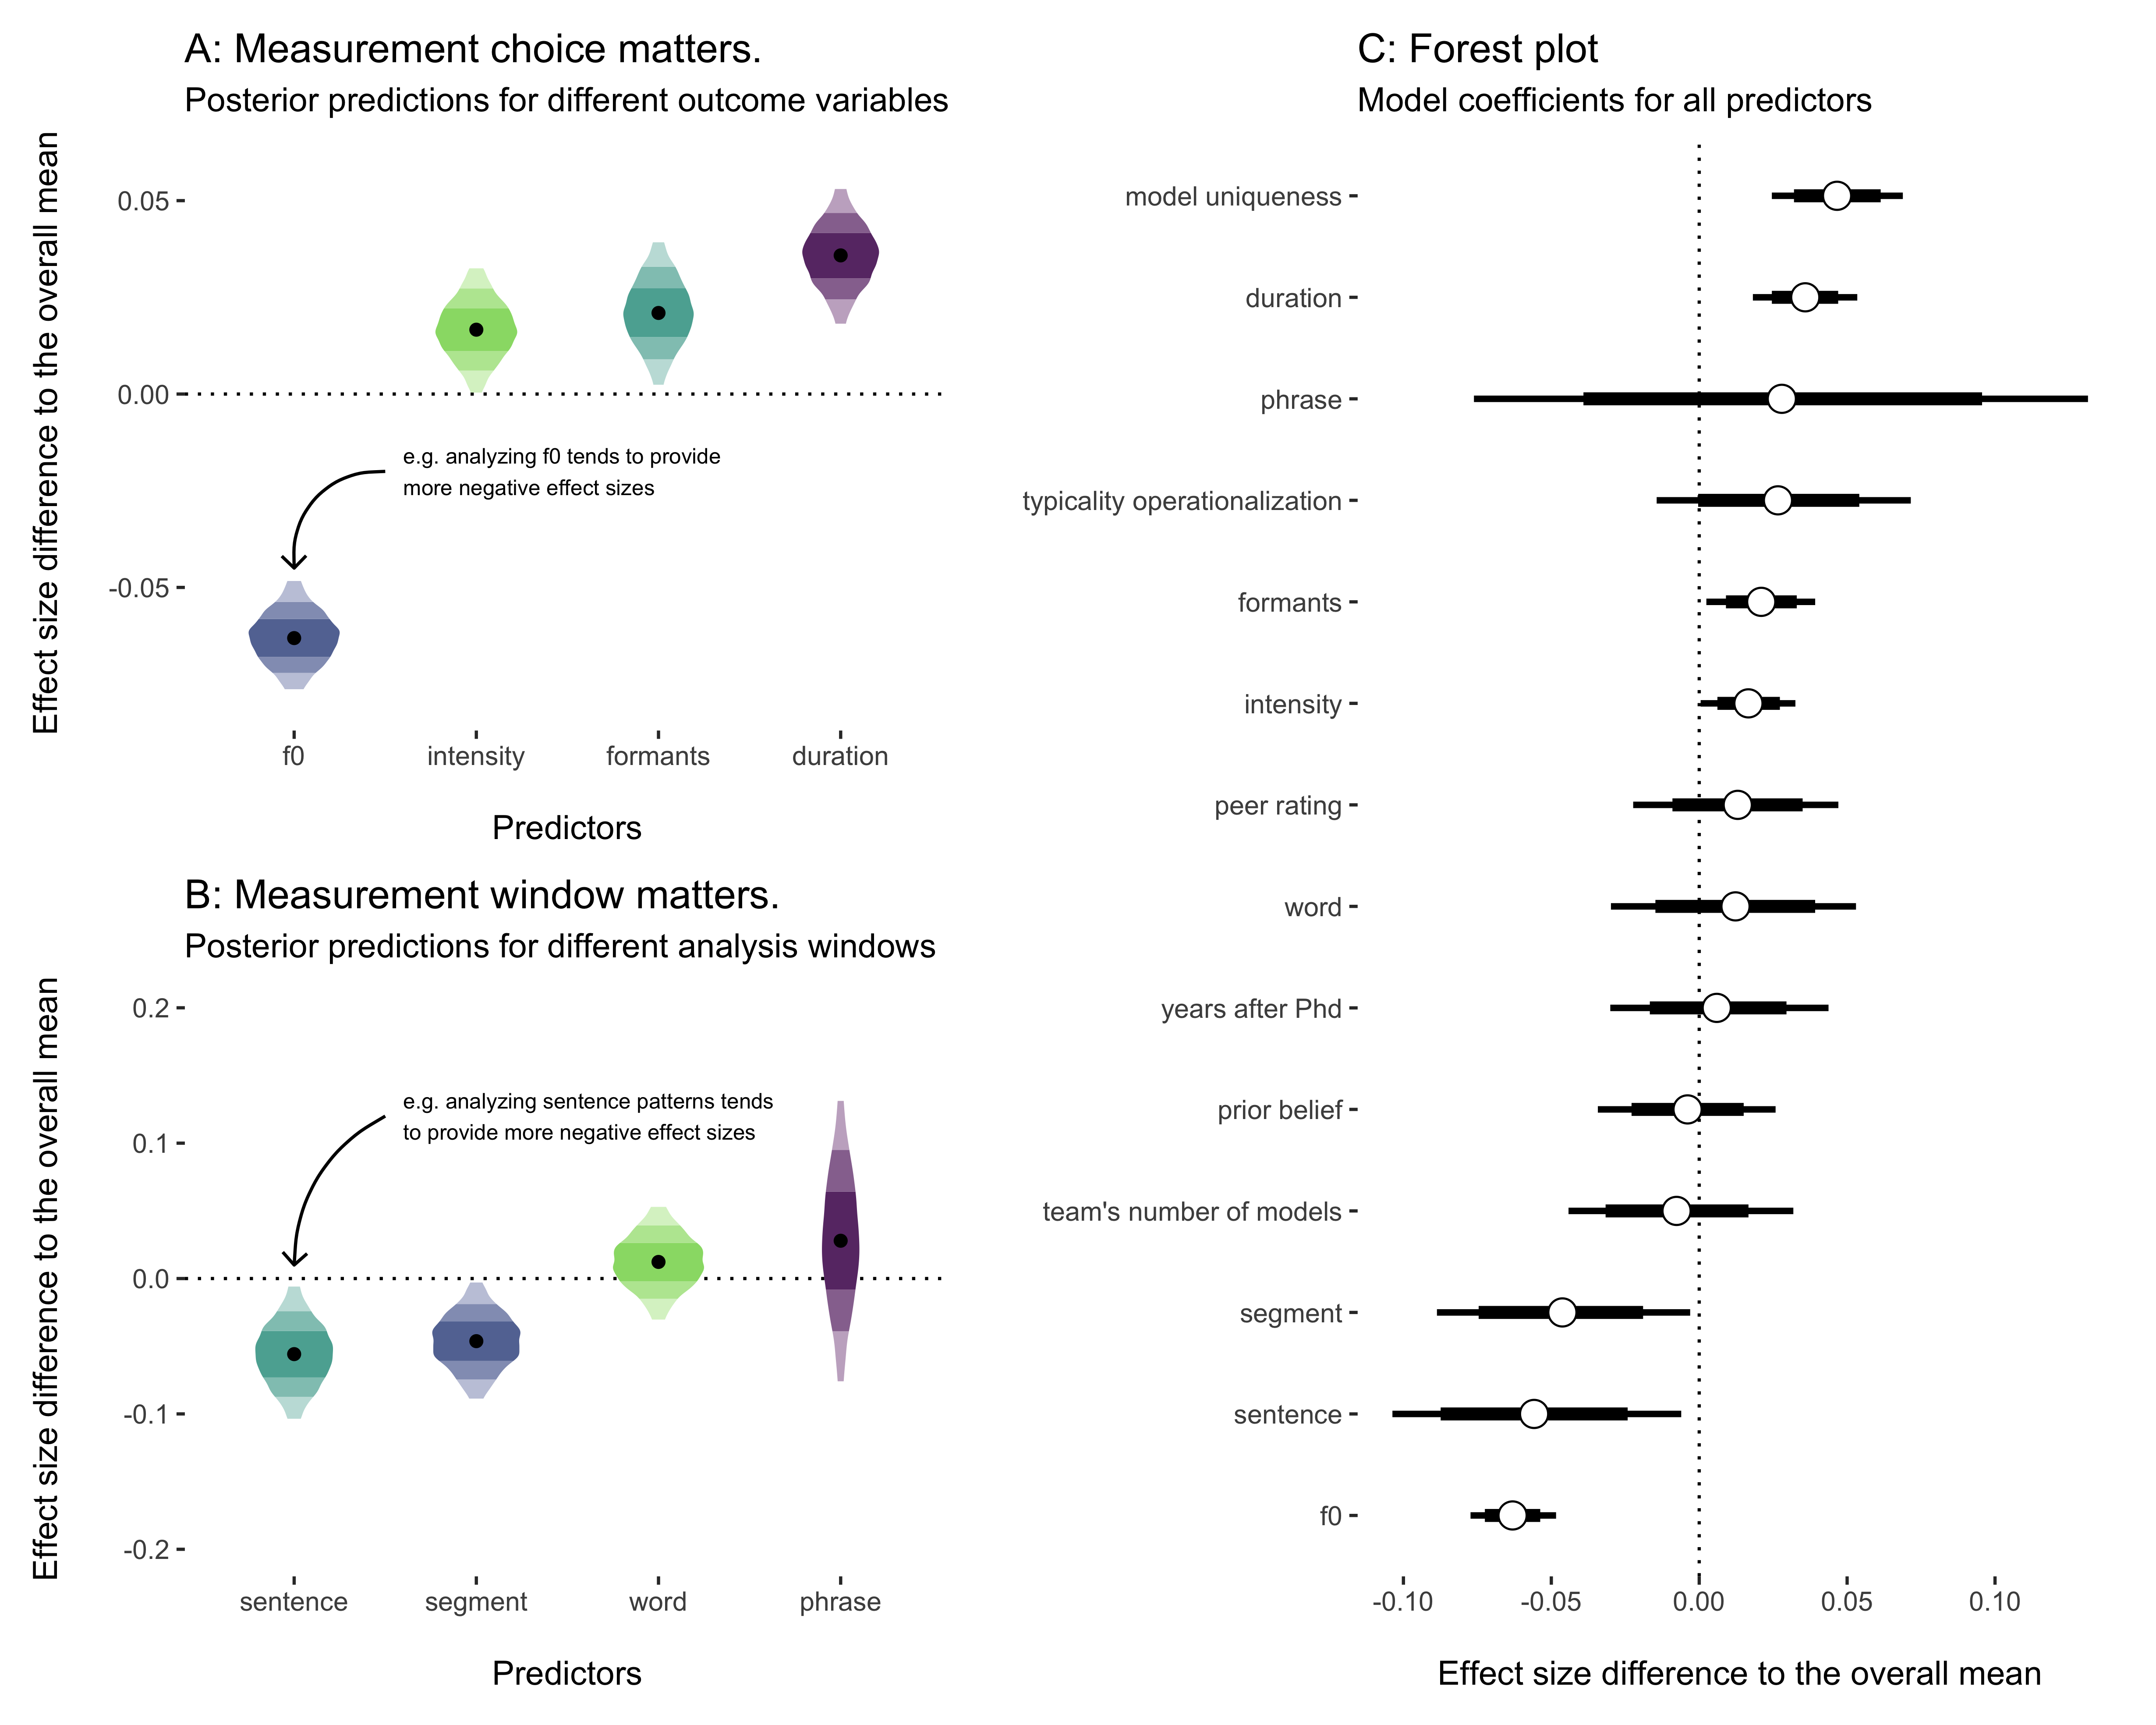 A: Measurement choice matters.
Posterior predictions for different outcome variables
Effect size difference to the overall mean
0.05
0.00
-0.05
e.g. analyzing f0 tends to provide
more negative effect sizes
f0
intensity
formants
duration
Predictors
B: Measurement window matters.
Posterior predictions for different analysis windows
Effect size difference to the overall mean
0.2
0.1
0.0
-0.1
-0.2
e.g. analyzing sentence patterns tends
to provide more negative effect sizes
sentence
segment
word
phrase
Predictors
C: Forest plot
Model coefficients for all predictors
model uniqueness
duration
phrase
typicality operationalization
formants
intensity
peer rating
word
years after Phd
prior belief
team's number of models
segment
sentence
f0
-0.10
-0.05
0.00
0.05
0.10
Effect size difference to the overall mean